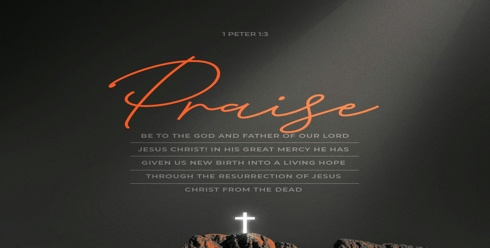 1 PETER 1:3
Praise
BE TO THE GOD AND FATHER OF OUR LORD
JESUS CHRIST! IN HIS GREAT MERCY HE HAS
GIVEN US NEW BIRTH INTO A LIVING HOPE
THROUGH THE RESURRECTION OF JESUS
CHRIST FROM THE DEAD